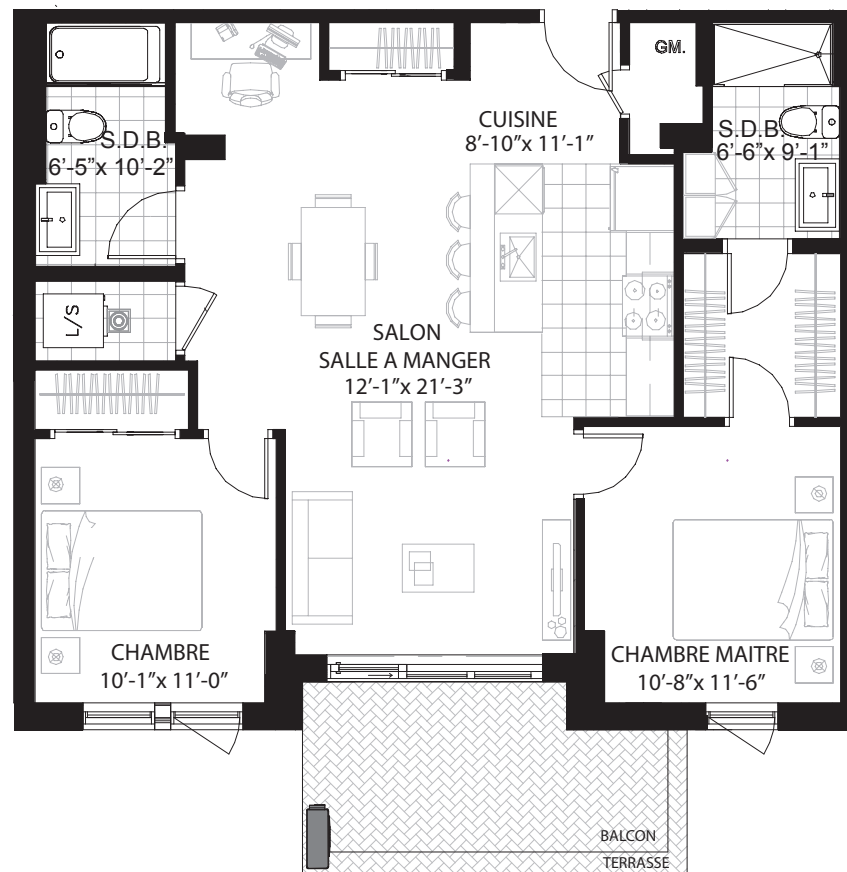 GM.
CUISINE
8'-10"x 11'-1"
S.D.B.
6'-5"x 10'-2"
S.D.B.
6'-6"x 9'-1"
L/S
SALON
SALLE A MANGER
12'-1"x 21'-3"
CHAMBRE
10'-1"x 11'-0"
CHAMBRE MAITRE
10'-8"x 11'-6"
BALCON
TERRASSE